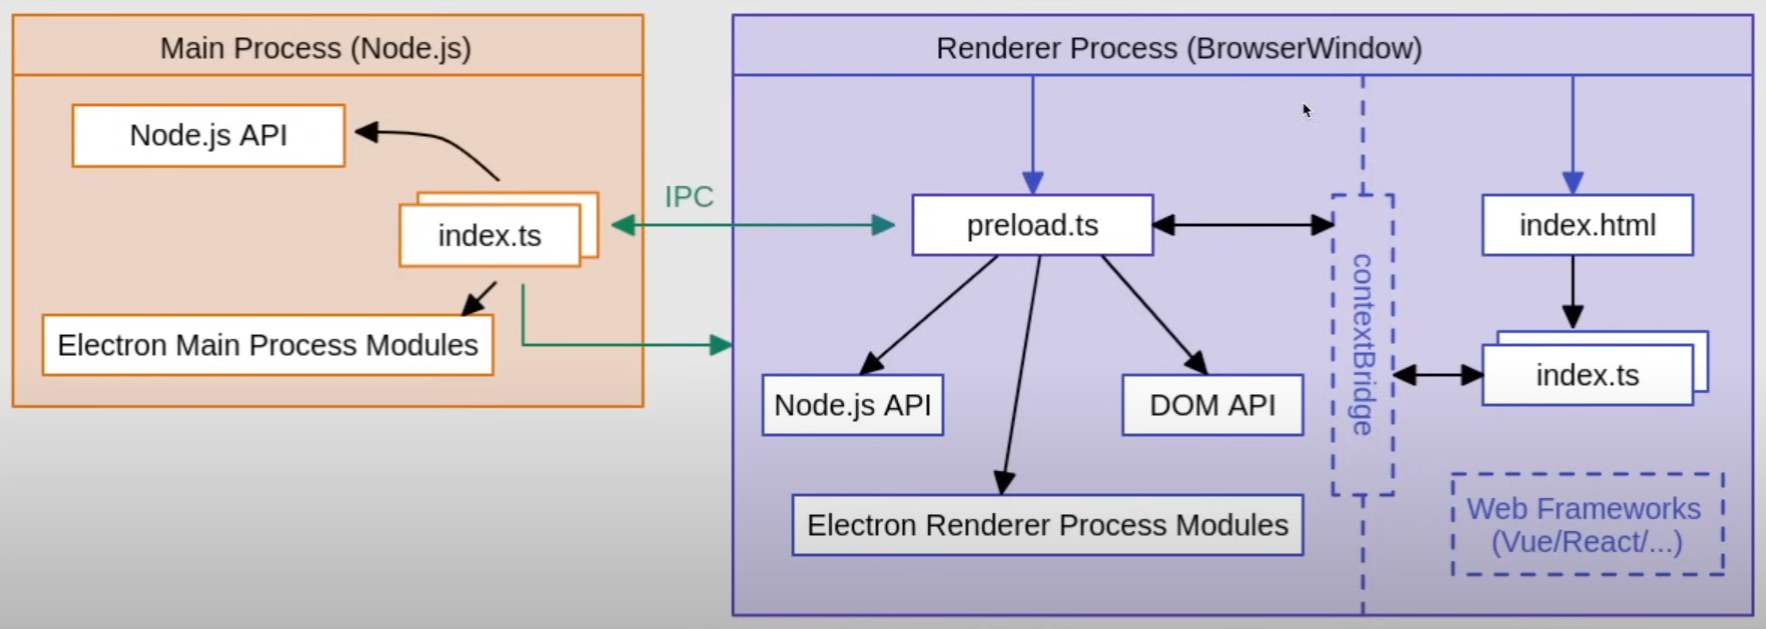 Main Process (Node.js)
Node.js API
index.ts
Electron Main Process Modules
IPC
Renderer Process (BrowserWindow)
preload.ts
contextBridge
index.html
index.ts
Node.js API
DOM API
Electron Renderer Process Modules
Web Frameworks
(Vue/React/...)